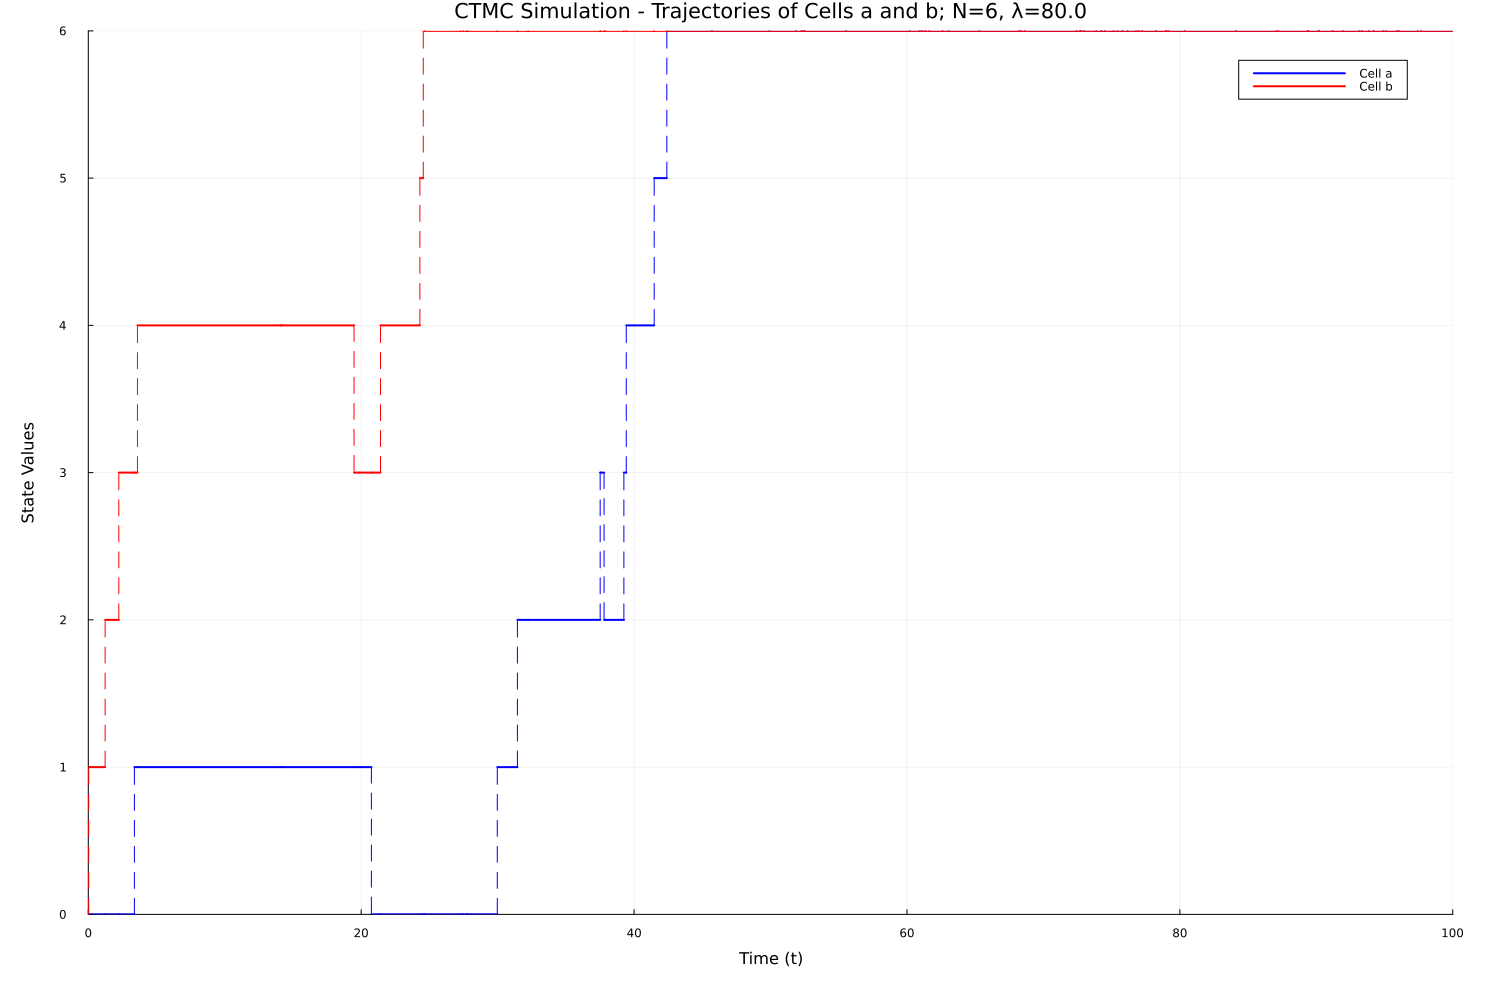 CTMC Simulation - Trajectories of Cells a and b; N=6, λ=80.0
6
5
4
3
2
1
0
State Values
Cell a
Cell b
0 20 40 60 80 100
Time (t)